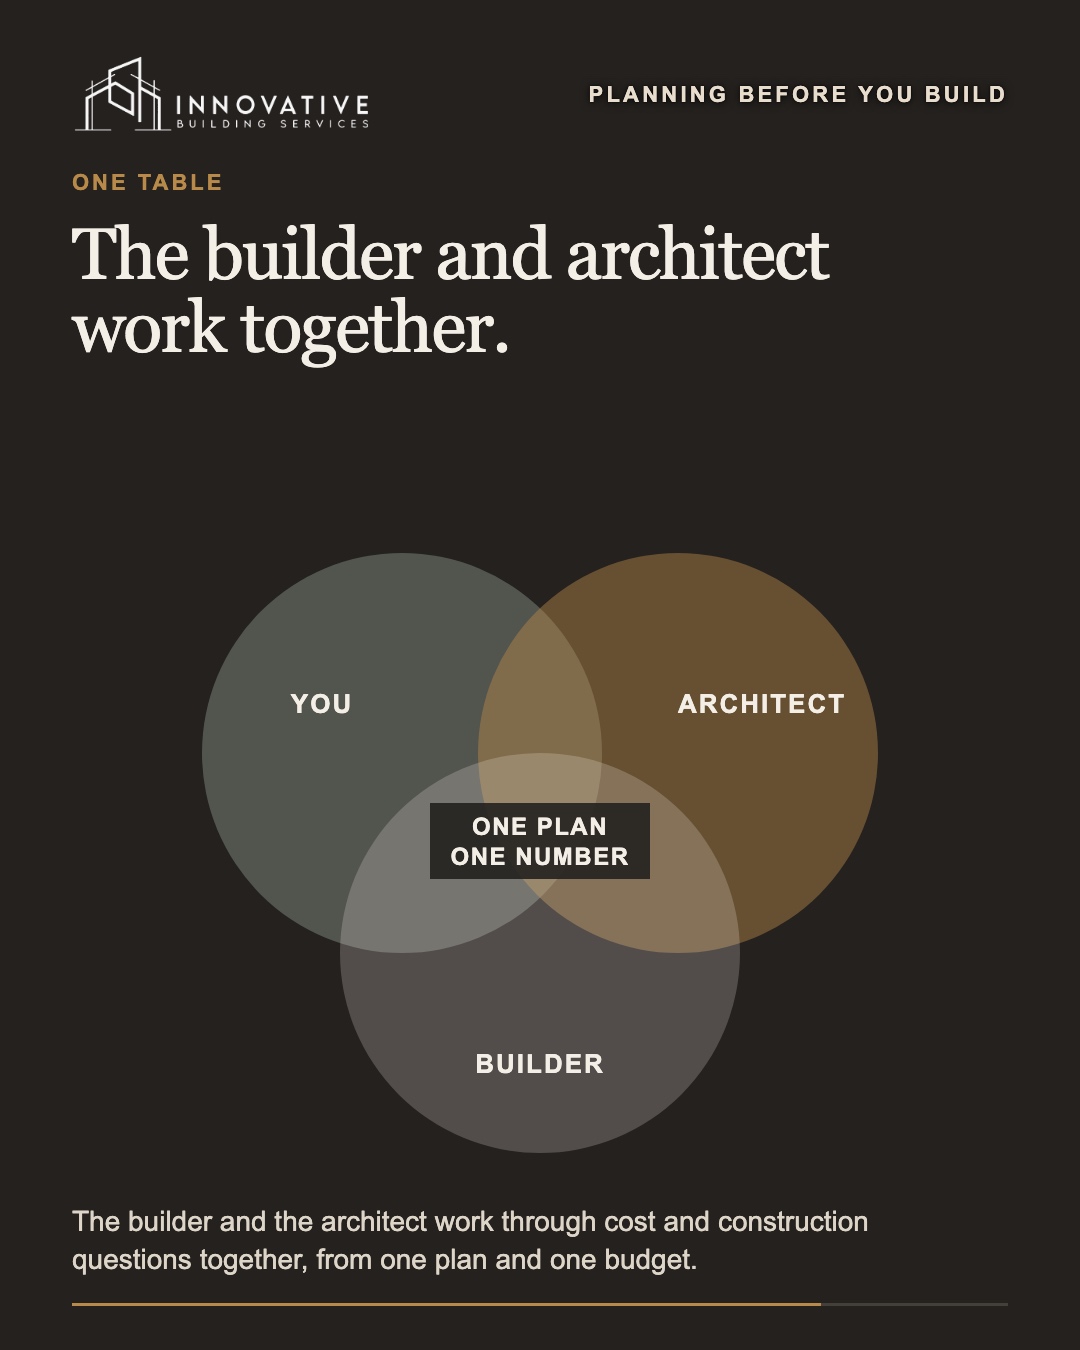 INNOVATIVE
BUILDING SERVICES
PLANNING BEFORE YOU BUILD
ONE TABLE
The builder and architect
work together.
YOU
ARCHITECT
ONE PLAN
ONE NUMBER
BUILDER
The builder and the architect work through cost and construction
questions together, from one plan and one budget.